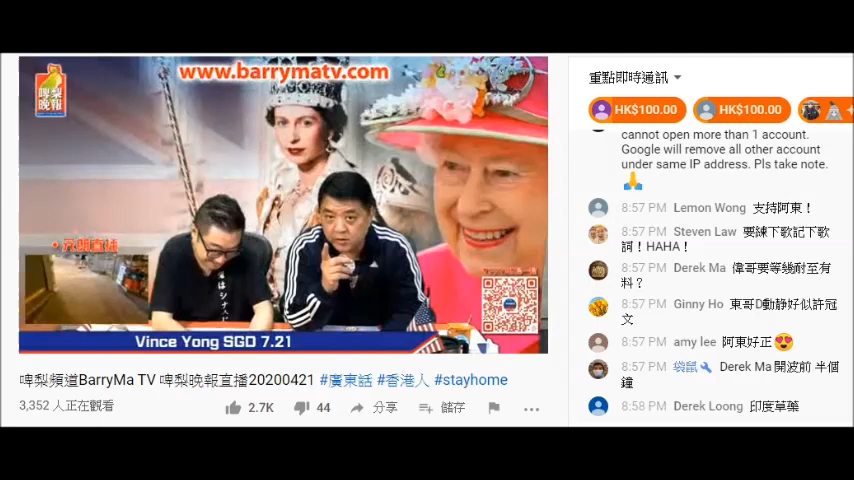 www.barrymatv.com
啤梨
晚報
元朗直播
Vince Yong SGD 7.21
啤梨頻道BarryMa TV 啤梨晚報直播20200421 #廣東話 #香港人 #stayhome
3,352 人正在觀看
2.7K
44
分享
儲存
重點即時通訊
HK$100.00
HK$100.00
cannot open more than 1 account.
Google will remove all other account
under same IP address. Pls take note.
🙏
8:57 PM Lemon Wong 支持阿東！
8:57 PM Steven Law 要練下歌記下歌
詞！HAHA！
8:57 PM Derek Ma 偉哥要等幾耐至有
料？
8:57 PM Ginny Ho 東哥D動靜好似許冠
文
8:57 PM amy lee 阿東好正😍
8:57 PM 袋鼠 Derek Ma 開波前 半個
鐘
8:58 PM Derek Loong 印度草藥